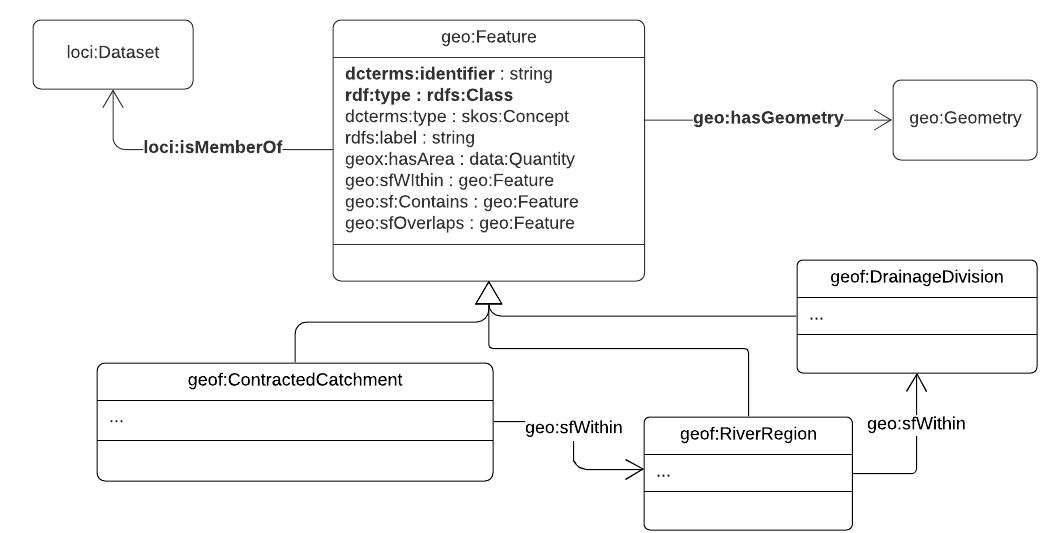 loci:Dataset
geo:Feature
dcterms:identifier : string
rdf:type : rdfs:Class
dcterms:type : skos:Concept
rdfs:label : string
geox:hasArea : data:Quantity
geo:sfWIthin : geo:Feature
geo:sf:Contains : geo:Feature
geo:sfOverlaps : geo:Feature
loci:isMemberOf
geo:hasGeometry
geo:Geometry
geof:DrainageDivision
...
geof:ContractedCatchment
...
geo:sfWithin
geof:RiverRegion
...
geo:sfWithin